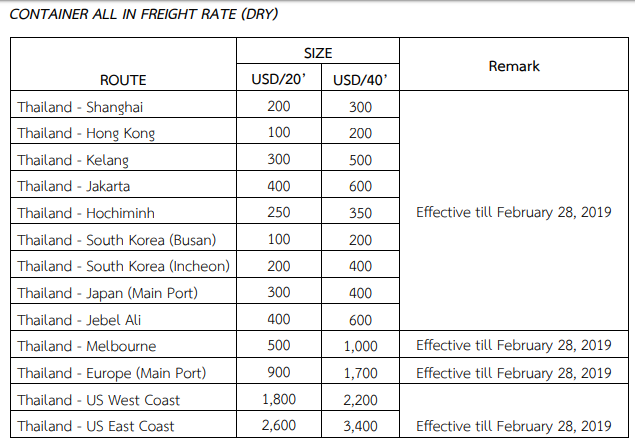 CONTAINER ALL IN FREIGHT RATE (DRY)
ROUTE SIZE Remark
USD/20’ USD/40’
Thailand - Shanghai 200 300
Thailand - Hong Kong 100 200
Thailand - Kelang 300 500
Thailand - Jakarta 400 600
Thailand - Hochiminh 250 350 Effective till February 28, 2019
Thailand - South Korea (Busan) 100 200
Thailand - South Korea (Incheon) 200 400
Thailand - Japan (Main Port) 300 400
Thailand - Jebel Ali 400 600
Thailand - Melbourne 500 1,000 Effective till February 28, 2019
Thailand - Europe (Main Port) 900 1,700 Effective till February 28, 2019
Thailand - US West Coast 1,800 2,200
Thailand - US East Coast 2,600 3,400 Effective till February 28, 2019